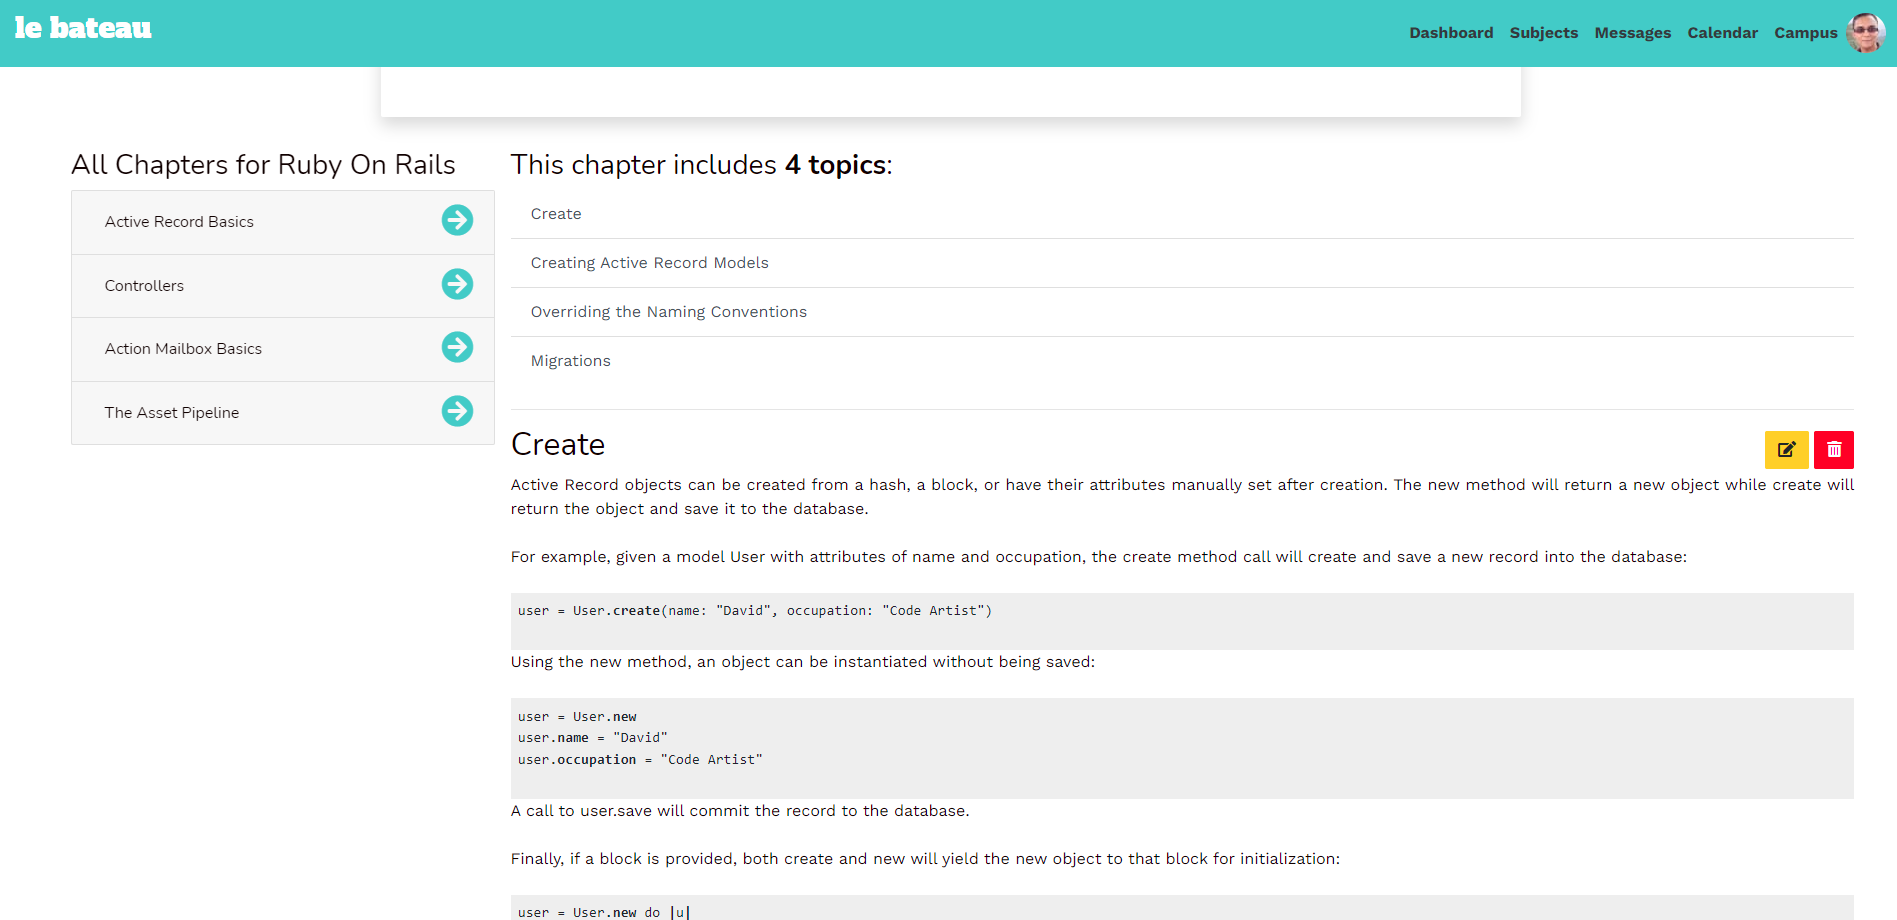 le bateau
Dashboard Subjects Messages Calendar Campus
All Chapters for Ruby On Rails
Active Record Basics
Controllers
Action Mailbox Basics
The Asset Pipeline
This chapter includes 4 topics:
Create
Creating Active Record Models
Overriding the Naming Conventions
Migrations
Create
Active Record objects can be created from a hash, a block, or have their attributes manually set after creation. The new method will return a new object while create will
return the object and save it to the database.
For example, given a model User with attributes of name and occupation, the create method call will create and save a new record into the database:
user = User.create(name: "David", occupation: "Code Artist")
Using the new method, an object can be instantiated without being saved:
user = User.new
user.name = "David"
user.occupation = "Code Artist"
A call to user.save will commit the record to the database.
Finally, if a block is provided, both create and new will yield the new object to that block for initialization:
user = User.new do |u|